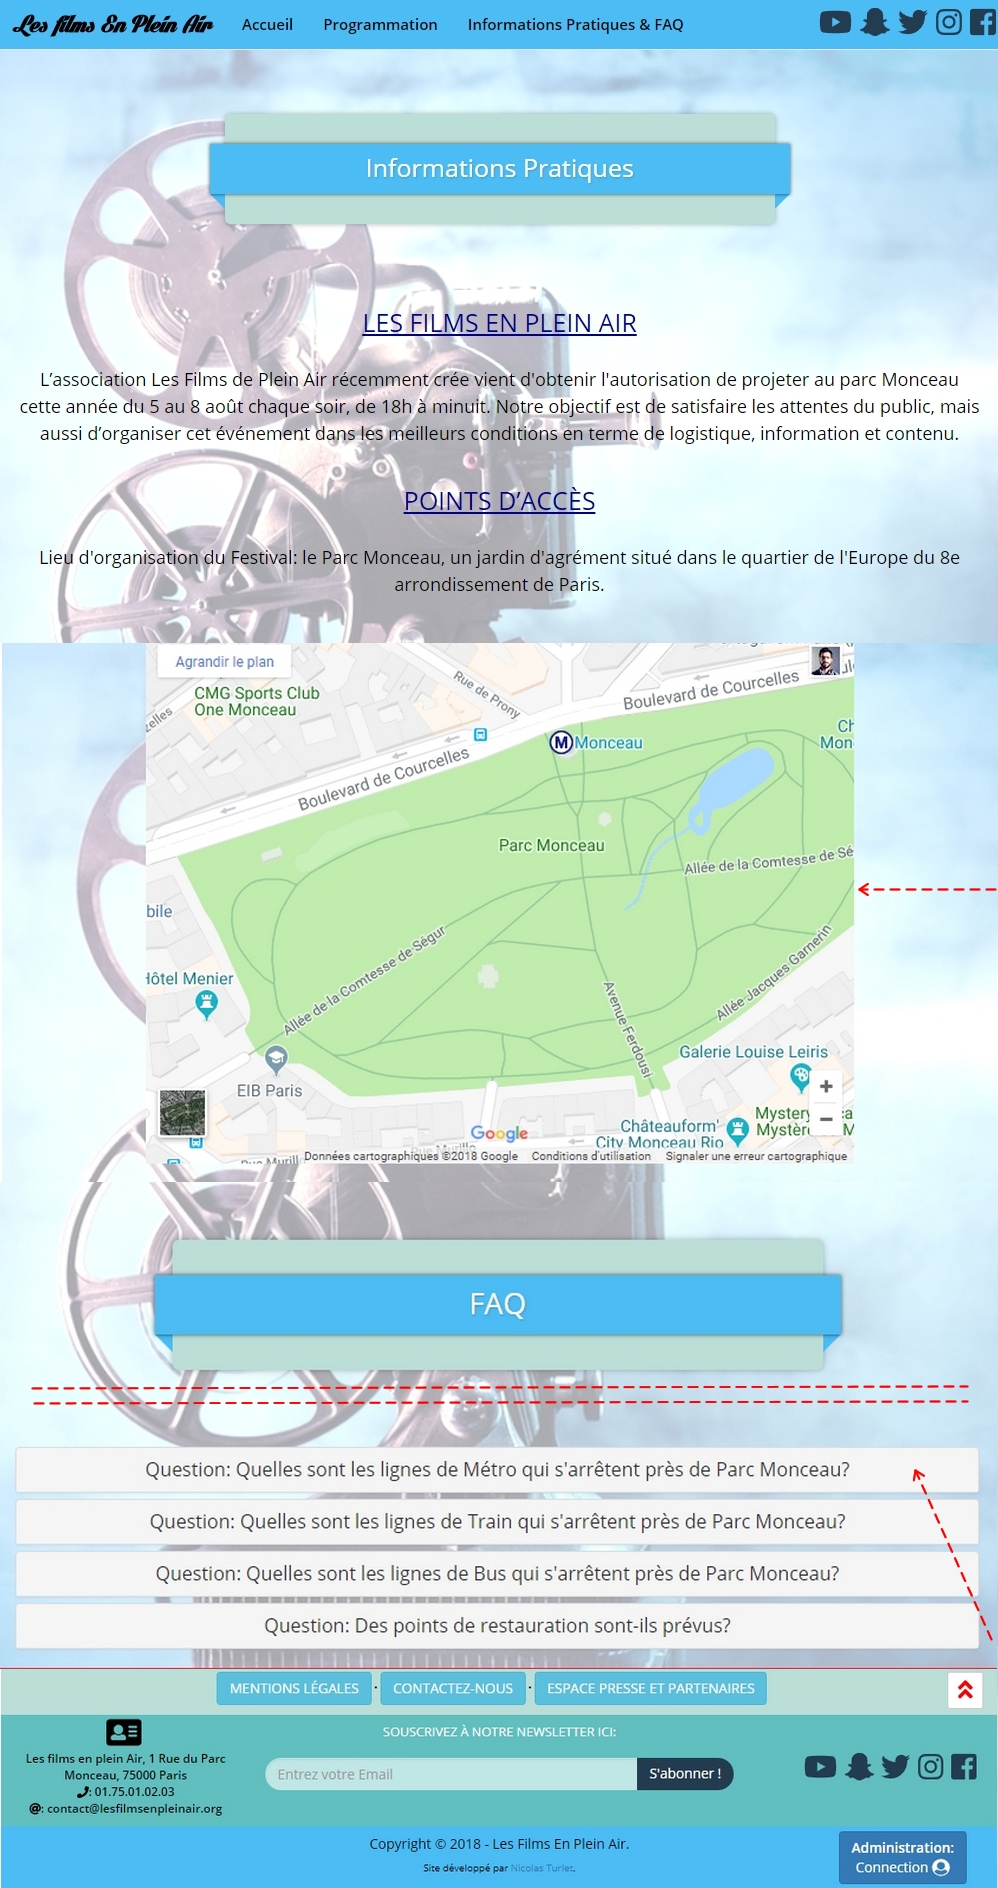 Les films En Plein Air
Accueil
Programmation
Informations Pratiques & FAQ
Informations Pratiques
LES FILMS EN PLEIN AIR
L’association Les Films de Plein Air récemment crée vient d'obtenir l'autorisation de projeter au parc Monceau
cette année du 5 au 8 août chaque soir, de 18h à minuit. Notre objectif est de satisfaire les attentes du public, mais
aussi d’organiser cet événement dans les meilleurs conditions en terme de logistique, information et contenu.
POINTS D’ACCÈS
Lieu d'organisation du Festival: le Parc Monceau, un jardin d'agrément situé dans le quartier de l'Europe du 8e
arrondissement de Paris.
Agrandir le plan
CMG Sports Club
One Monceau
Rue de Prony
Boulevard de Courcelles
Boulevard de Courcelles
M Monceau
Ch
Mon
Parc Monceau
Allée de la Comtesse de Sé
bile
Hôtel Menier
Allée de la Comtesse de Ségur
Avenue Ferdousi
Allée Jacques Garnerin
Galerie Louise Leiris
EIB Paris
+
−
Châteauform'
City Monceau Rio
Google
Données cartographiques ©2018 Google
Conditions d'utilisation
Signaler une erreur cartographique
FAQ
Question: Quelles sont les lignes de Métro qui s'arrêtent près de Parc Monceau?
Question: Quelles sont les lignes de Train qui s'arrêtent près de Parc Monceau?
Question: Quelles sont les lignes de Bus qui s'arrêtent près de Parc Monceau?
Question: Des points de restauration sont-ils prévus?
MENTIONS LÉGALES · CONTACTEZ-NOUS · ESPACE PRESSE ET PARTENAIRES
Les films en plein Air, 1 Rue du Parc
Monceau, 75000 Paris
: 01.75.01.02.03
@: contact@lesfilmsenpleinair.org
SOUSCRIVEZ À NOTRE NEWSLETTER ICI:
Entrez votre Email
S'abonner !
Copyright © 2018 - Les Films En Plein Air.
Site développé par Nicolas Turlet.
Administration:
Connection